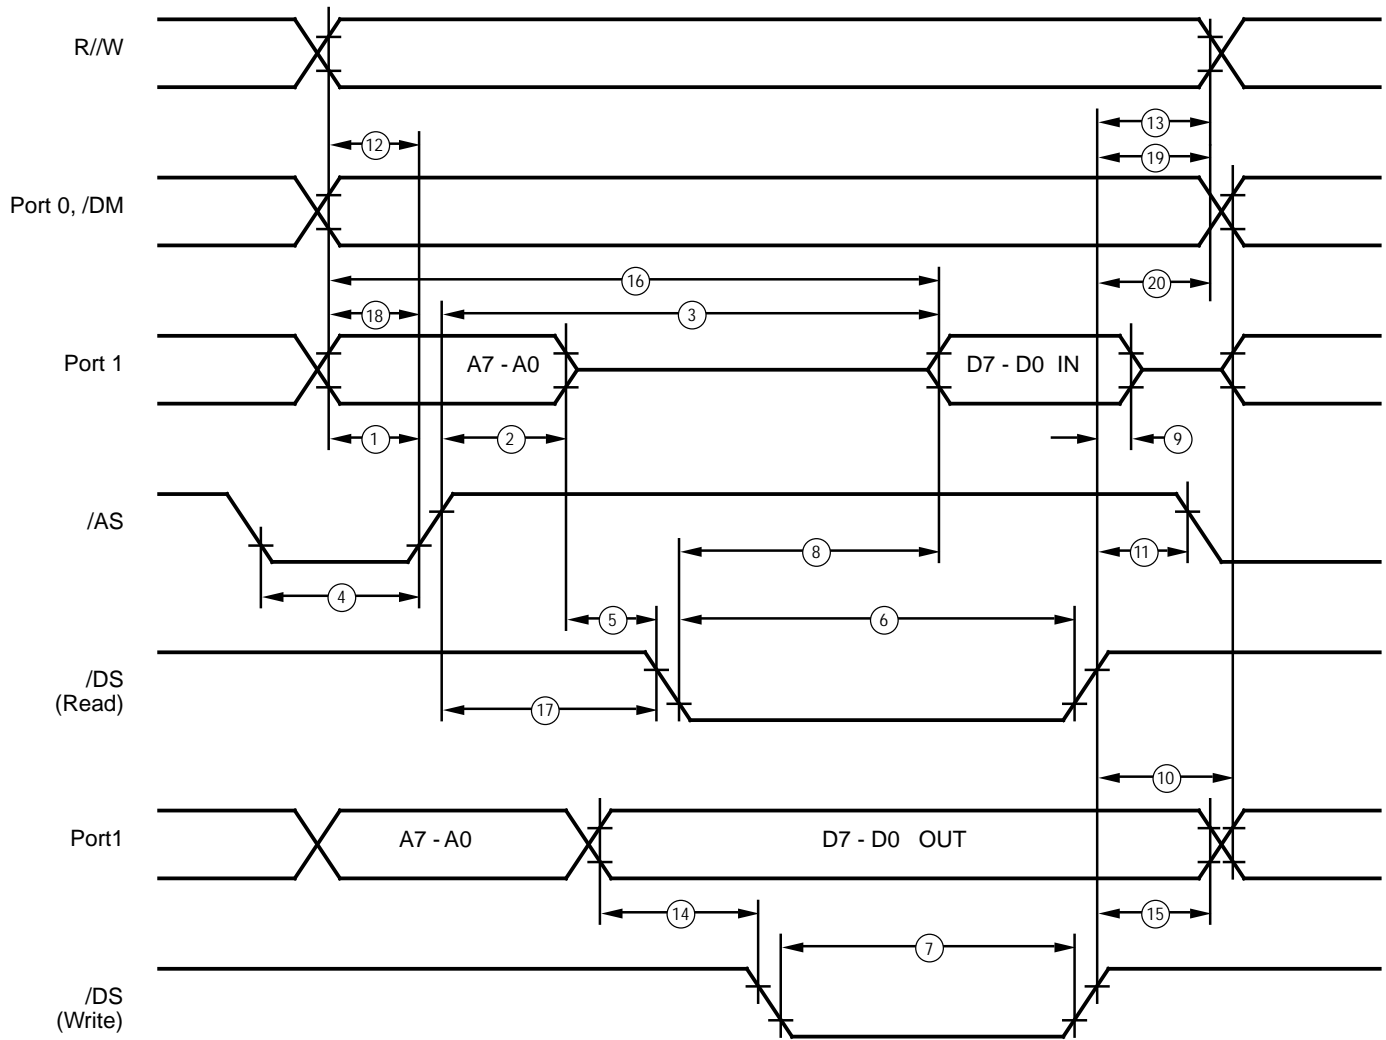 R//W
13
12
19
Port 0, /DM
16
20
18
3
Port 1
A7 - A0
D7 - D0 IN
1
2
9
/AS
8
11
4
5
6
/DS
(Read)
17
10
Port1
A7 - A0
D7 - D0 OUT
14
15
7
/DS
(Write)